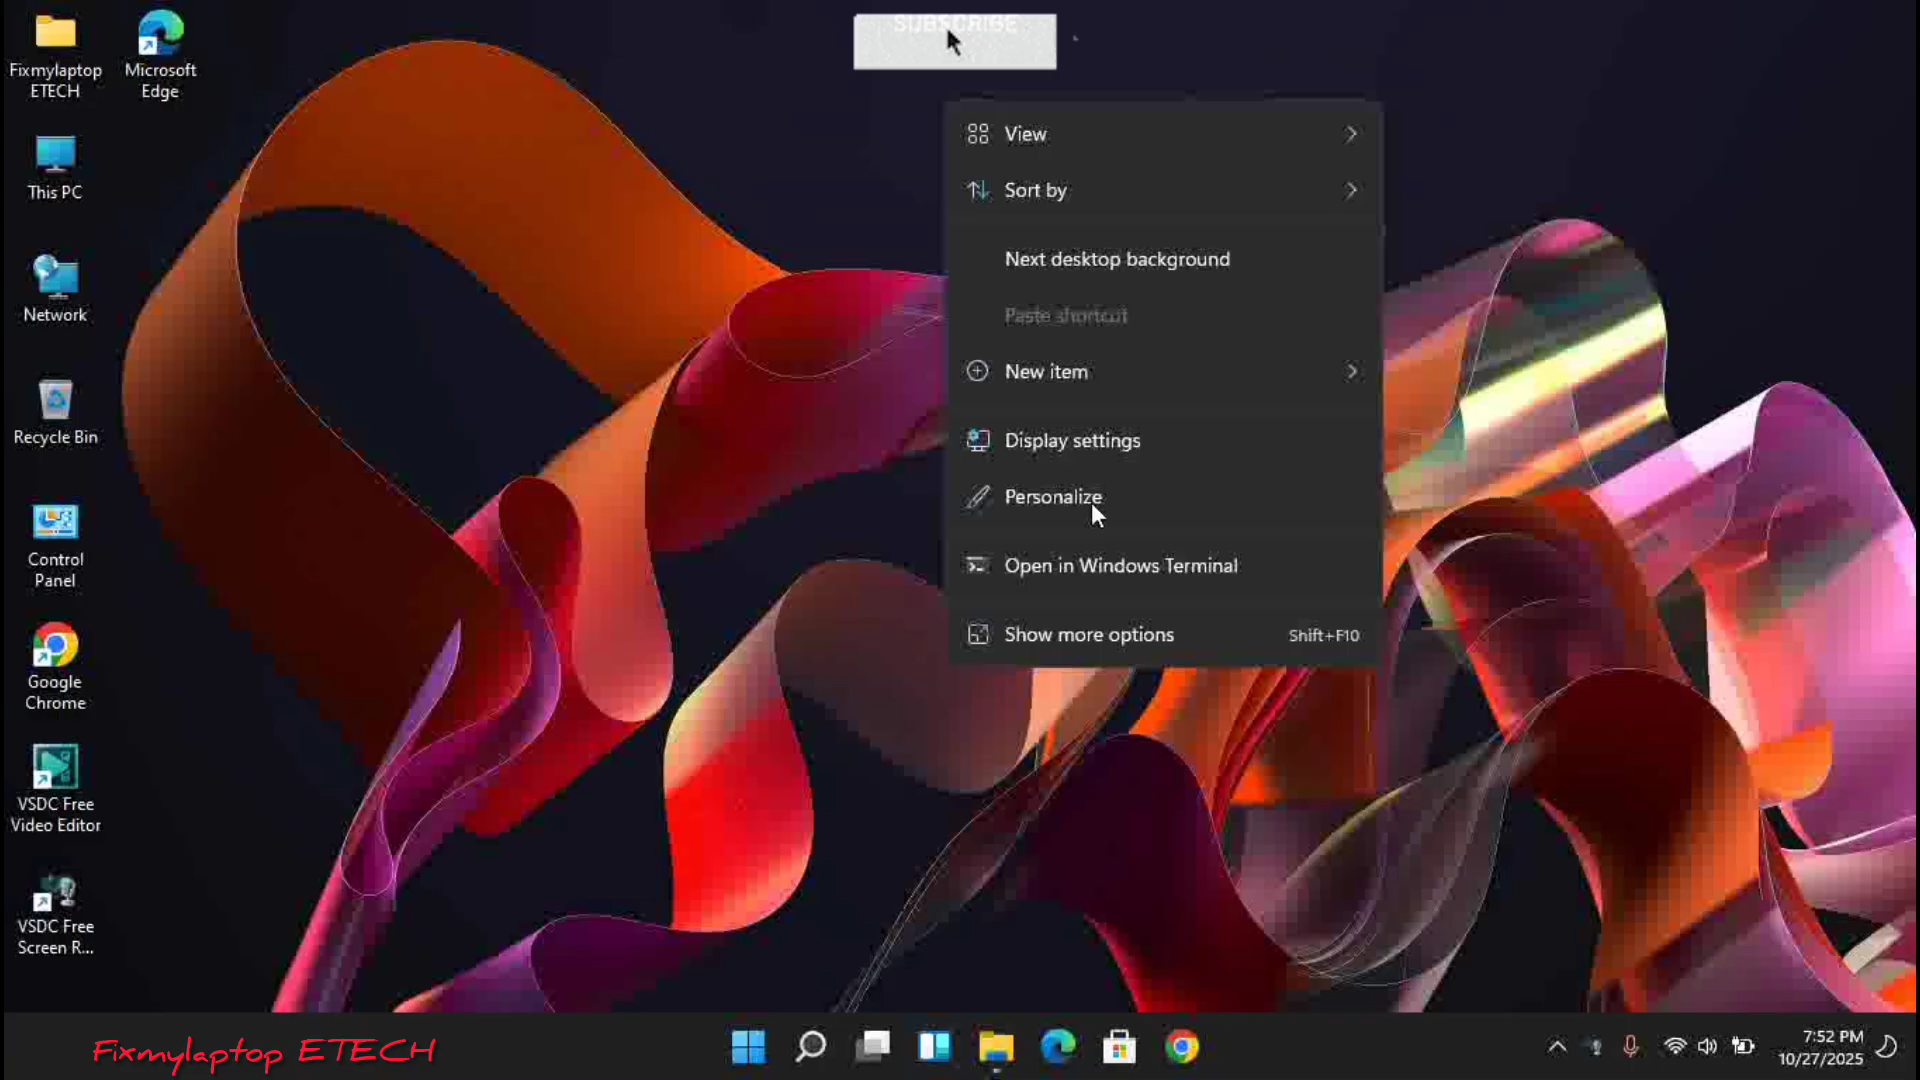 SUBSCRIBE
Fixmylaptop
ETECH
Microsoft
Edge
This PC
Network
Recycle Bin
Control
Panel
Google
Chrome
VSDC Free
Video Editor
VSDC Free
Screen R...
View
Sort by
Next desktop background
Paste shortcut
New item
Display settings
Personalize
Open in Windows Terminal
Show more options Shift+F10
Fixmylaptop ETECH
7:52 PM
10/27/2025